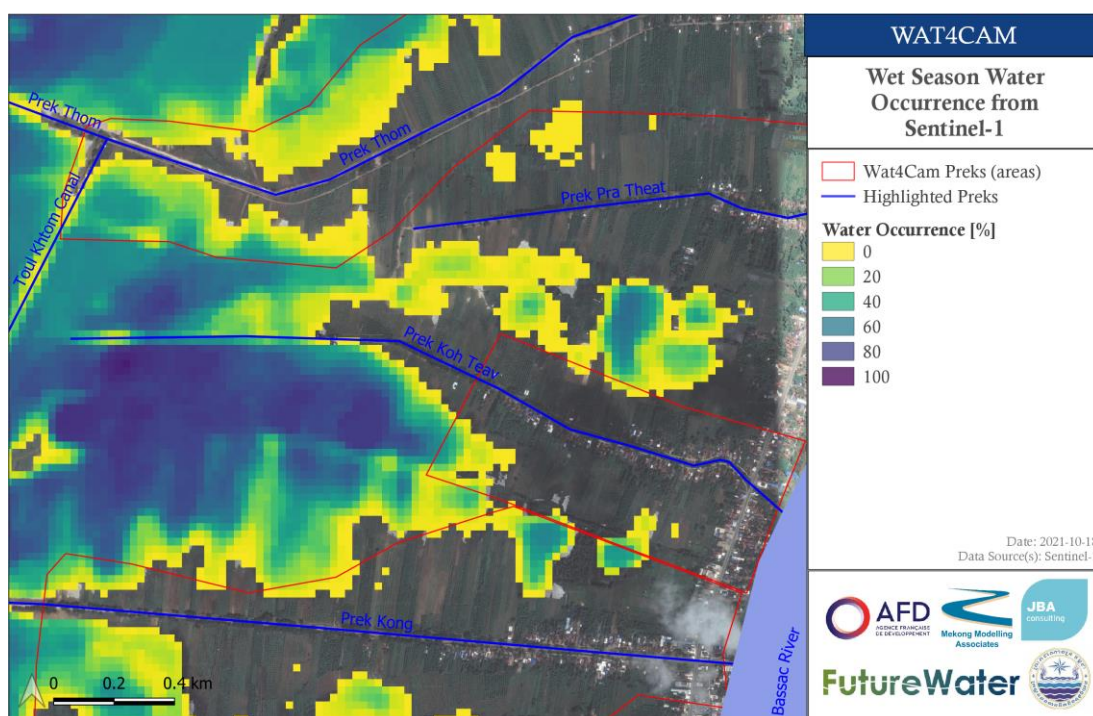 Prek Thom
Prek Thom
Toul Khtom Canal
Prek Pra Theat
Prek Koh Teav
Prek Kong
Bassac River
0 0.2 0.4 km
WAT4CAM
Wet Season Water
Occurrence from
Sentinel-1
Wat4Cam Preks (areas)
Highlighted Preks
Water Occurrence [%]
0
20
40
60
80
100
Date: 2021-10-18
Data Source(s): Sentinel-
AFD
AGENCE FRANÇAISE
DE DÉVELOPPEMENT
Mekong Modelling
Associates
JBA
consulting
FutureWater